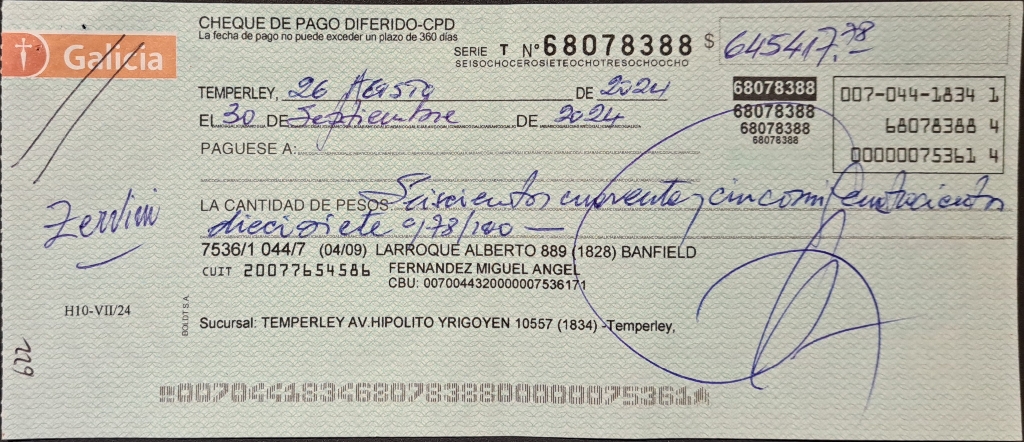 Galicia
CHEQUE DE PAGO DIFERIDO-CPD
La fecha de pago no puede exceder un plazo de 360 días
SERIE T Nº 68078388 $ 645417.78
SEISOCHOCEROSIETEOCHOTRESOCHOOCHO
TEMPERLEY, 26 Agosto DE 2024
EL 30 DE Septiembre DE 2024
68078388
68078388
68078388
68078388
007-044-1834 1
68078388 4
00000075361 4
PAGUESE A:
LA CANTIDAD DE PESOS: Seiscientos cuarenta y cinco mil cuatrocientos
diecisiete c/78/100 —
Zerlini
7536/1 044/7 (04/09) LARROQUE ALBERTO 889 (1828) BANFIELD
CUIT 20077654586 FERNANDEZ MIGUEL ANGEL
CBU: 0070044320000007536171
H10-VII/24
BOLDT S.A.
Sucursal: TEMPERLEY AV.HIPOLITO YRIGOYEN 10557 (1834) -Temperley,
622
00704418346807838800000075361